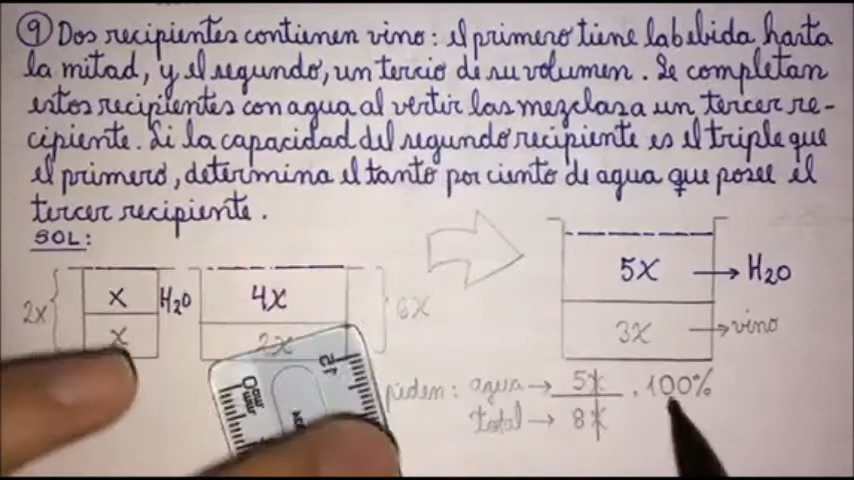 9 Dos recipientes contienen vino: el primero tiene la bebida hasta
la mitad, y el segundo, un tercio de su volumen. Se completan
estos recipientes con agua al vertir las mezclas a un tercer re-
cipiente. Si la capacidad del segundo recipiente es el triple que
el primero, determina el tanto por ciento de agua que posee el
tercer recipiente.
SOL:
2x
x H2O
x
4x
2x
6x
5x → H2O
3x → vino
piden: agua → 5x . 100%
total → 8x